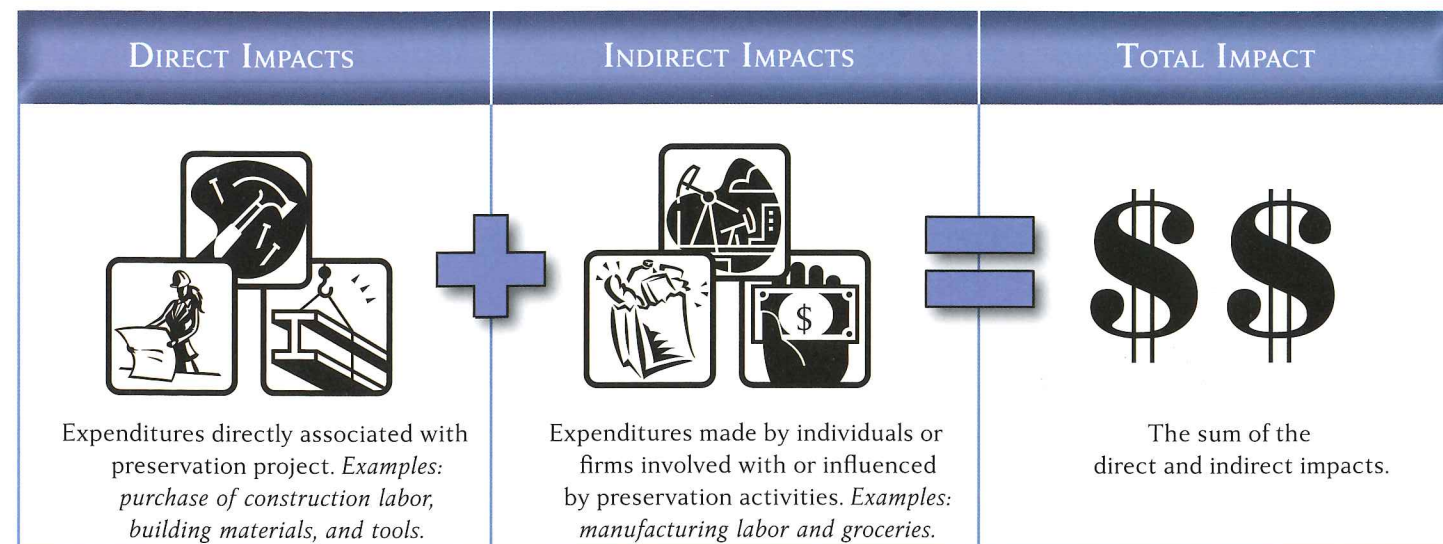 DIRECT IMPACTS
INDIRECT IMPACTS
TOTAL IMPACT
$
$$
Expenditures directly associated with
preservation project. Examples:
purchase of construction labor,
building materials, and tools.
Expenditures made by individuals or
firms involved with or influenced
by preservation activities. Examples:
manufacturing labor and groceries.
The sum of the
direct and indirect impacts.